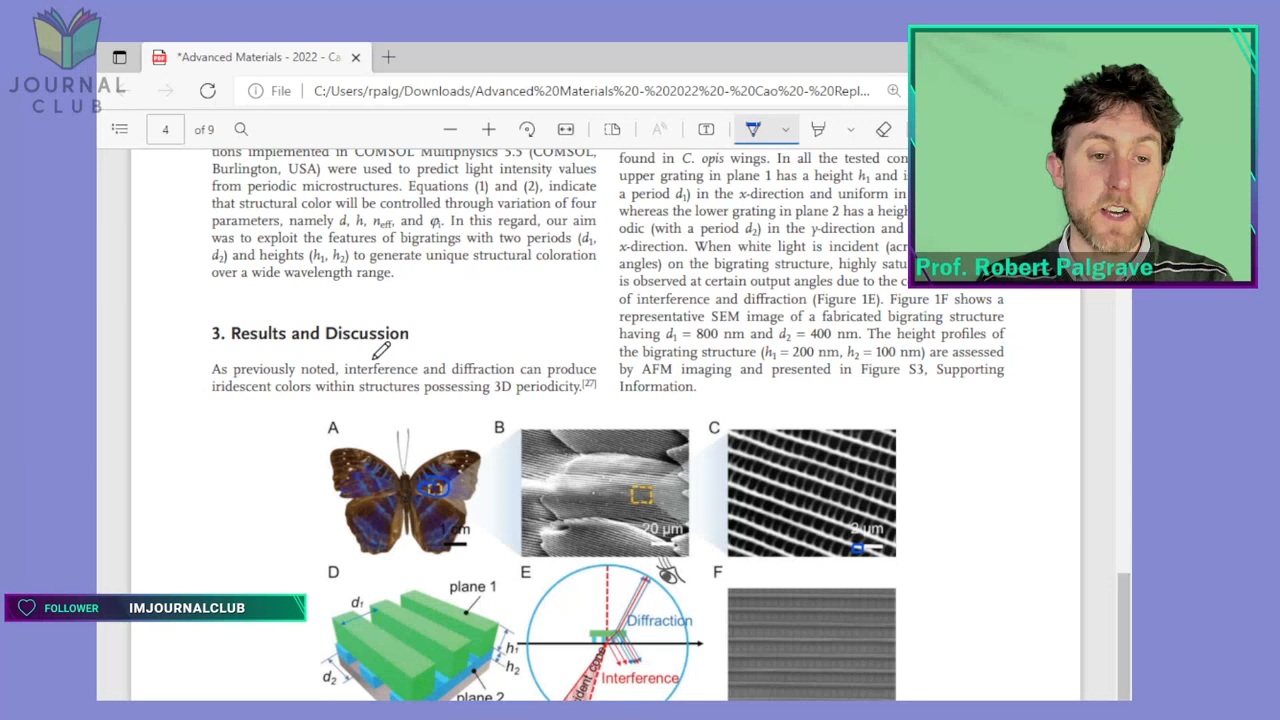 JOURNAL
CLUB
*Advanced Materials - 2022 - Ca
File
C:/Users/rpalg/Downloads/Advanced%20Materials%20-%202022%20-%20Cao%20-%20Repl...
4
of 9
tions implemented in COMSOL Multiphysics 5.5 (COMSOL,
Burlington, USA) were used to predict light intensity values
from periodic microstructures. Equations (1) and (2), indicate
that structural color will be controlled through variation of four
parameters, namely d, h, neff, and φi. In this regard, our aim
was to exploit the features of bigratings with two periods (d1,
d2) and heights (h1, h2) to generate unique structural coloration
over a wide wavelength range.
3. Results and Discussion
As previously noted, interference and diffraction can produce
iridescent colors within structures possessing 3D periodicity.[27]
found in C. opis wings. In all the tested con
upper grating in plane 1 has a height h1 and i
a period d1) in the x-direction and uniform in
whereas the lower grating in plane 2 has a heigh
odic (with a period d2) in the y-direction and
x-direction. When white light is incident (acr
angles) on the bigrating structure, highly satu
is observed at certain output angles due to the c
of interference and diffraction (Figure 1E). Figure 1F shows a
representative SEM image of a fabricated bigrating structure
having d1 = 800 nm and d2 = 400 nm. The height profiles of
the bigrating structure (h1 = 200 nm, h2 = 100 nm) are assessed
by AFM imaging and presented in Figure S3, Supporting
Information.
Prof. Robert Palgrave
A
1 cm
B
20 µm
C
2 µm
D
plane 1
d1
h1
h2
d2
plane 2
E
Diffraction
Interference
ident cone
F
FOLLOWER
IMJOURNALCLUB